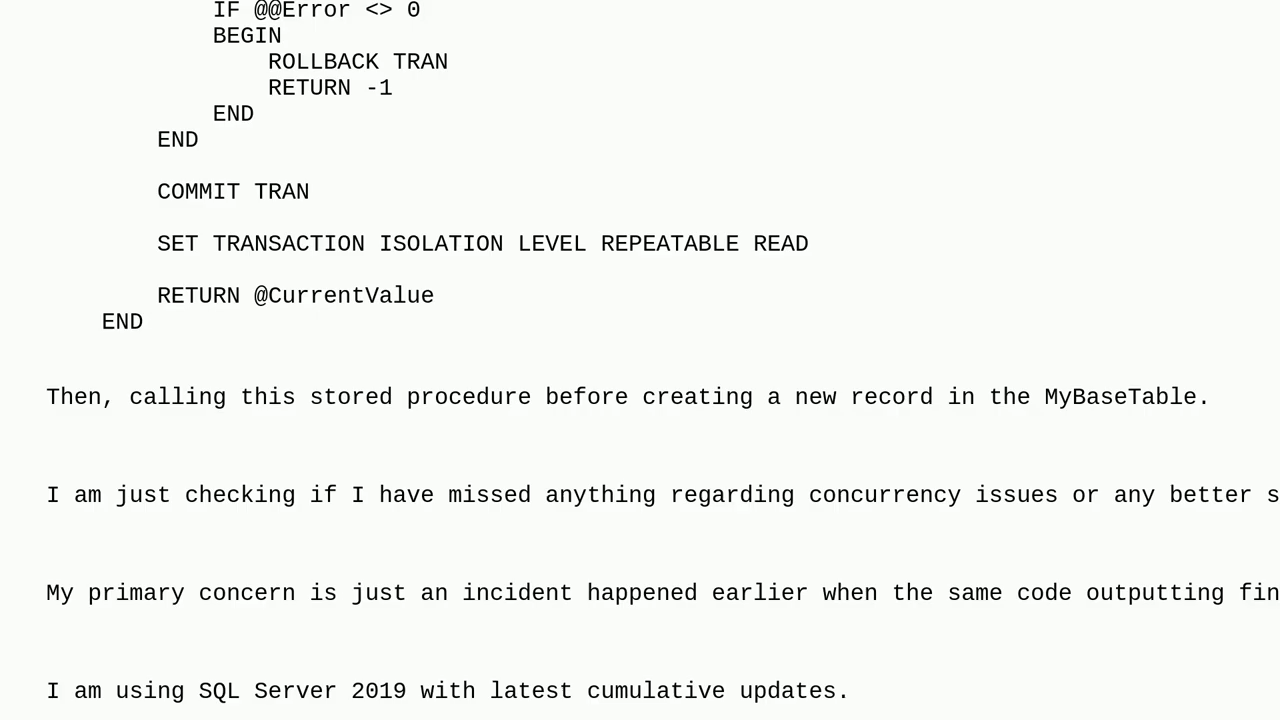 IF @@Error <> 0
BEGIN
ROLLBACK TRAN
RETURN -1
END
END
COMMIT TRAN
SET TRANSACTION ISOLATION LEVEL REPEATABLE READ
RETURN @CurrentValue
END
Then, calling this stored procedure before creating a new record in the MyBaseTable.
I am just checking if I have missed anything regarding concurrency issues or any better
My primary concern is just an incident happened earlier when the same code outputting
I am using SQL Server 2019 with latest cumulative updates.